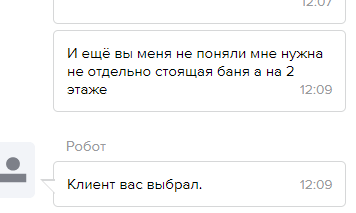 12:07
И ещё вы меня не поняли мне нужна
не отдельно стоящая баня а на 2
этаже 12:09
Робот
Клиент вас выбрал. 12:09